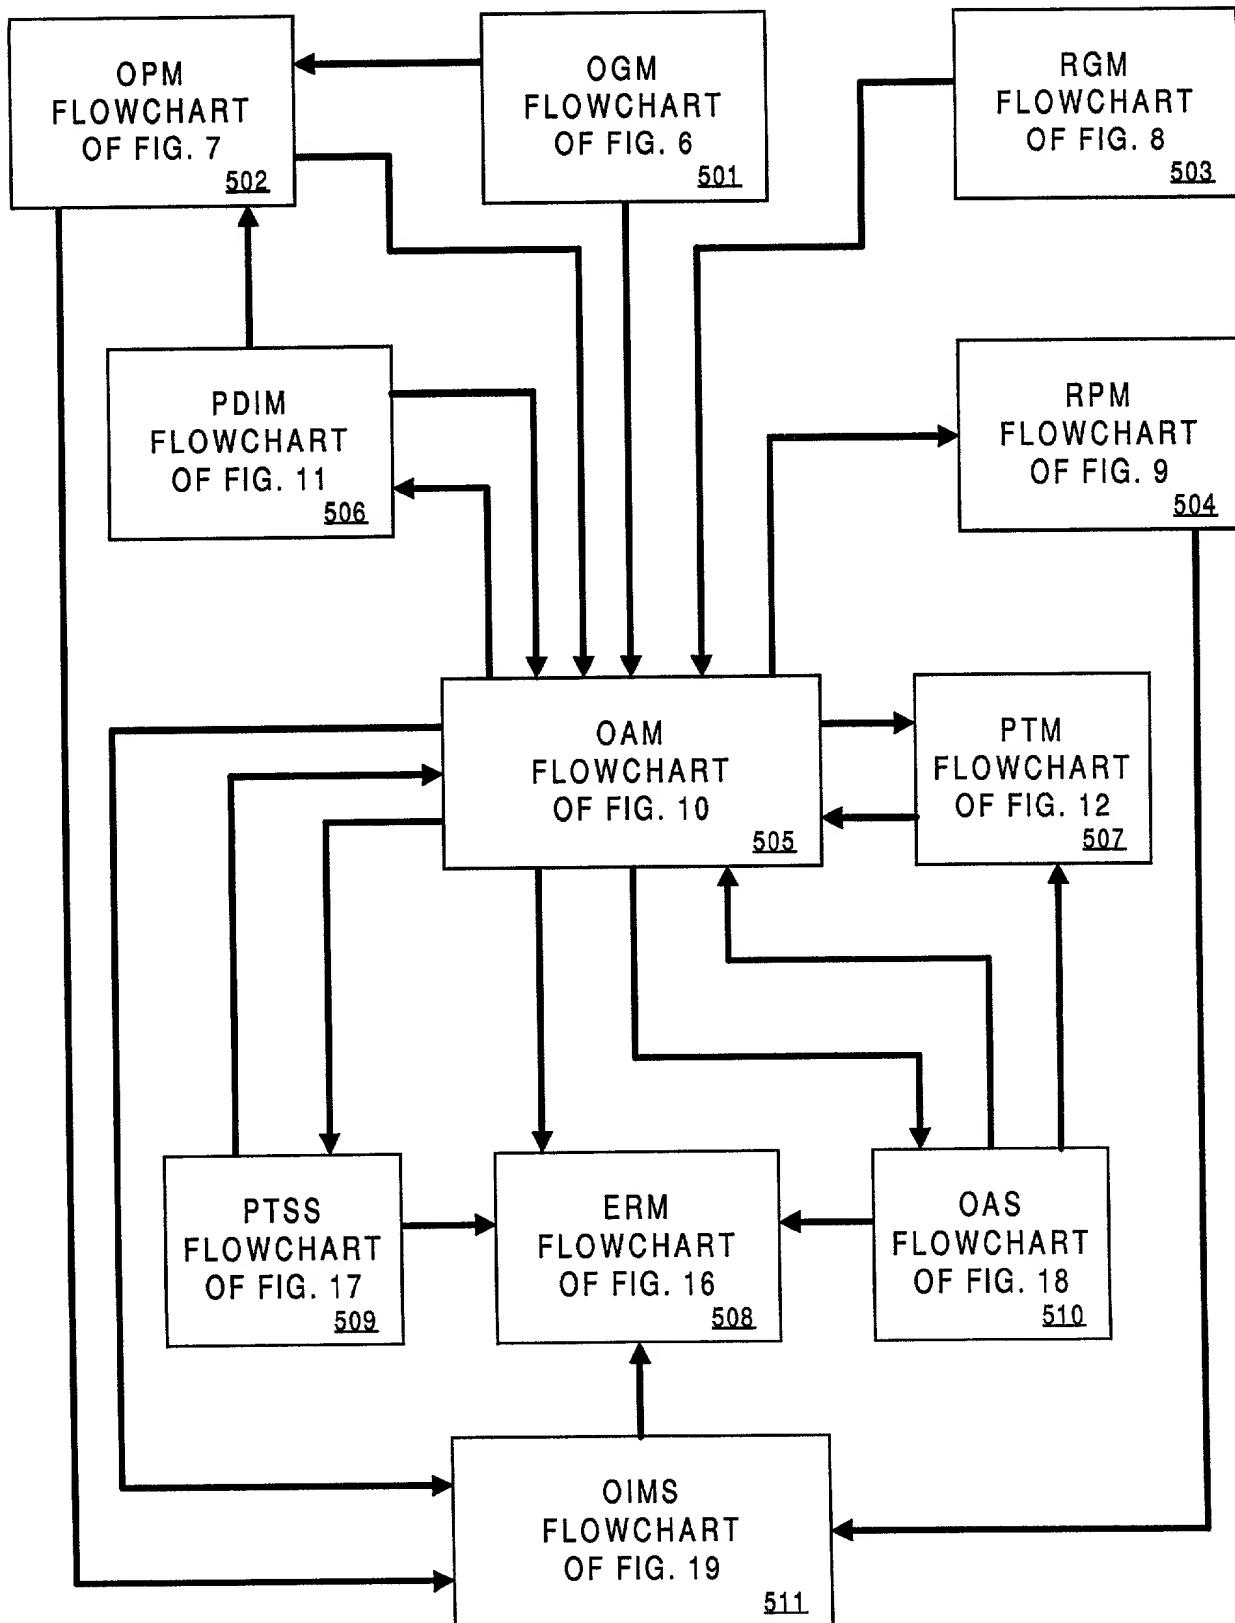 OPM
FLOWCHART
OF FIG. 7
502
OGM
FLOWCHART
OF FIG. 6
501
RGM
FLOWCHART
OF FIG. 8
503
PDIM
FLOWCHART
OF FIG. 11
506
RPM
FLOWCHART
OF FIG. 9
504
OAM
FLOWCHART
OF FIG. 10
505
PTM
FLOWCHART
OF FIG. 12
507
PTSS
FLOWCHART
OF FIG. 17
509
ERM
FLOWCHART
OF FIG. 16
508
OAS
FLOWCHART
OF FIG. 18
510
OIMS
FLOWCHART
OF FIG. 19
511